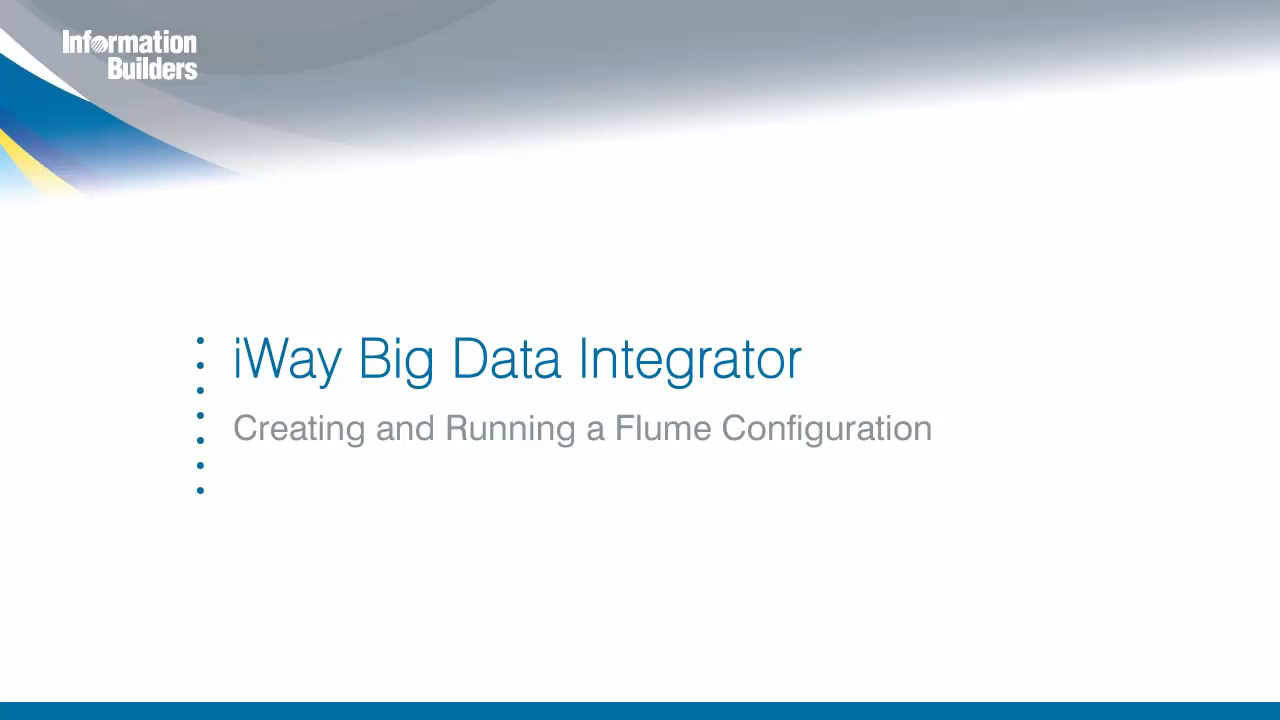 Information
Builders
iWay Big Data Integrator
Creating and Running a Flume Configuration